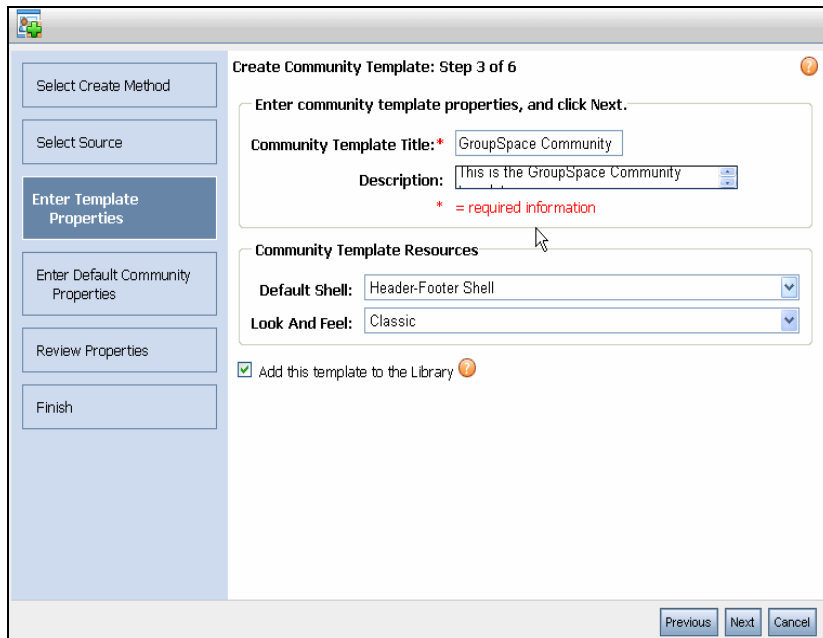 Create Community Template: Step 3 of 6
?
Select Create Method
Select Source
Enter Template
Properties
Enter Default Community
Properties
Review Properties
Finish
Enter community template properties, and click Next.
Community Template Title:*
GroupSpace Community
Description:
This is the GroupSpace Community
* = required information
Community Template Resources
Default Shell:
Header-Footer Shell
Look And Feel:
Classic
Add this template to the Library ?
Previous
Next
Cancel